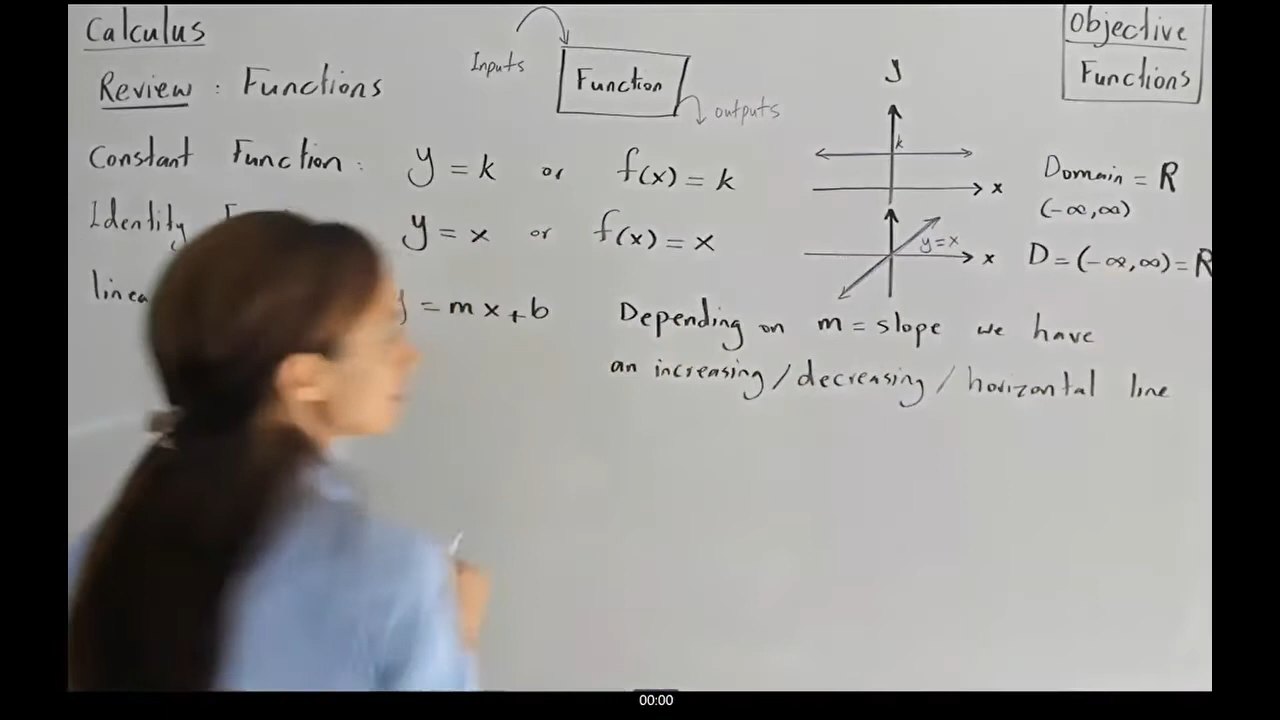 Calculus
Objective
Functions
Review : Functions
Inputs
Function
outputs
y
k
x
Constant Function : y = k or f(x) = k
Domain = R
(-∞,∞)
Identity
y = x or f(x) = x
y=x
x
D = (-∞,∞) = R
= mx+b
Depending on m = slope we have
an increasing / decreasing / horizontal line
00:00